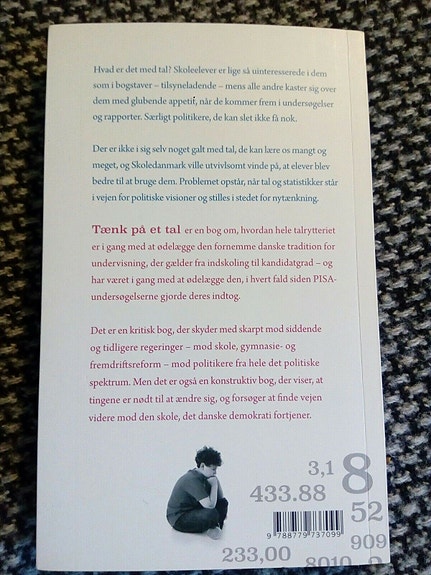 Hvad er det med tal? Skoleelever er lige så uinteresserede i dem
som i bogstaver – tilsyneladende – mens alle andre kaster sig over
dem med glubende appetit, når de kommer frem i undersøgelser
og rapporter. Særligt politikere, de kan slet ikke få nok.
Der er ikke i sig selv noget galt med tal, de kan lære os mangt og
meget, og Skoledanmark ville utvivlsomt vinde på, at elever blev
bedre til at bruge dem. Problemet opstår, når tal og statistikker står
i vejen for politiske visioner og stilles i stedet for nytænkning.
Tænk på et tal er en bog om, hvordan hele talrytteriet
er i gang med at ødelægge den fornemme danske tradition for
undervisning, der gælder fra indskoling til kandidatgrad – og
har været i gang med at ødelægge den, i hvert fald siden PISA-
undersøgelserne gjorde deres indtog.
Det er en kritisk bog, der skyder med skarpt mod siddende
og tidligere regeringer – mod skole, gymnasie- og
fremdriftsreform – mod politikere fra hele det politiske
spektrum. Men det er også en konstruktiv bog, der viser, at
tingene er nødt til at ændre sig, og forsøger at finde vejen
videre mod den skole, det danske demokrati fortjener.
3,1 8
433.88
52
9 788779 737099
909
233,00
8010